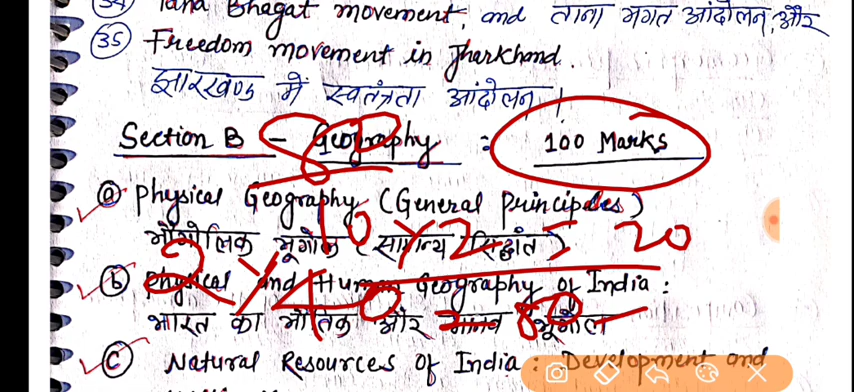 34 Tana Bhagat movement, and ताना भगत आंदोलन, और
35 Freedom movement in Jharkhand.
झारखण्ड में स्वतंत्रता आंदोलन।
Section B - Geography : 100 Marks
80
a Physical Geography (General Principles)
भौगोलिक भूगोल (सामान्य सिद्धांत)
10 x 2 = 20
b Physical and Human Geography of India :
भारत का भौतिक और मानव भूगोल
2 x 40 80
c Natural Resources of India : Development and